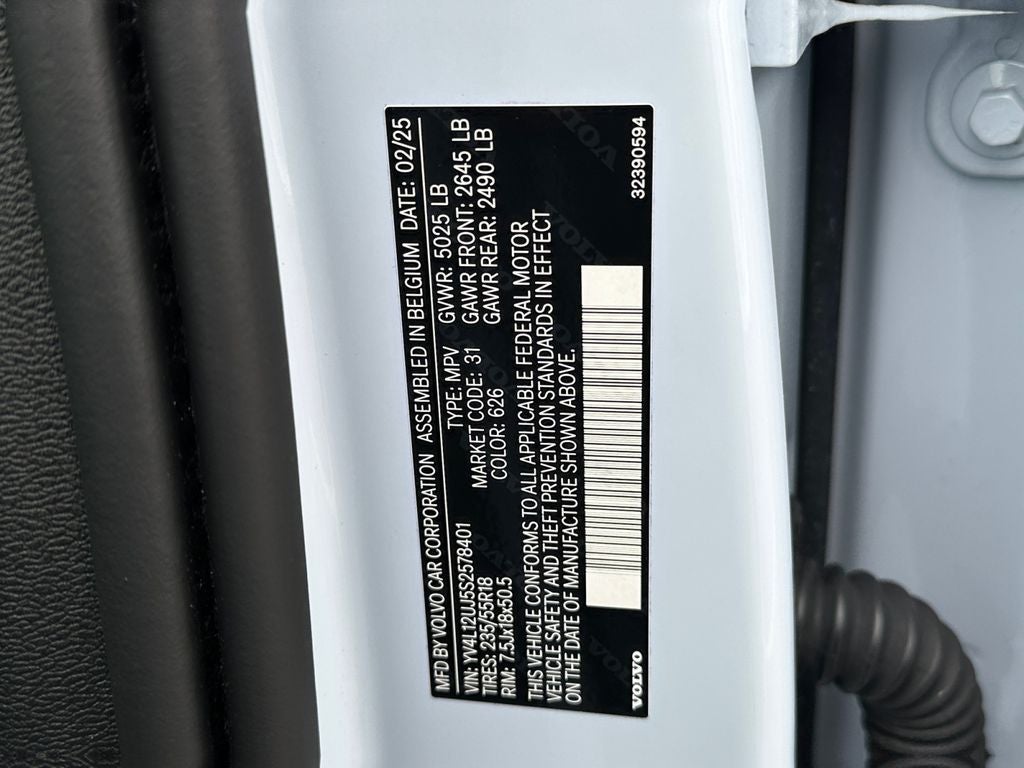 MFD BY VOLVO CAR CORPORATION ASSEMBLED IN BELGIUM DATE: 02/25
VIN: YV4L12UJ5S2578401 TYPE: MPV GVWR: 5025 LB
TIRES: 235/55R18 MARKET CODE: 31 GAWR FRONT: 2645 LB
RIM: 7.5Jx18x50.5 COLOR: 626 GAWR REAR: 2490 LB
THIS VEHICLE CONFORMS TO ALL APPLICABLE FEDERAL MOTOR
VEHICLE SAFETY AND THEFT PREVENTION STANDARDS IN EFFECT
ON THE DATE OF MANUFACTURE SHOWN ABOVE.
VOLVO 32390594